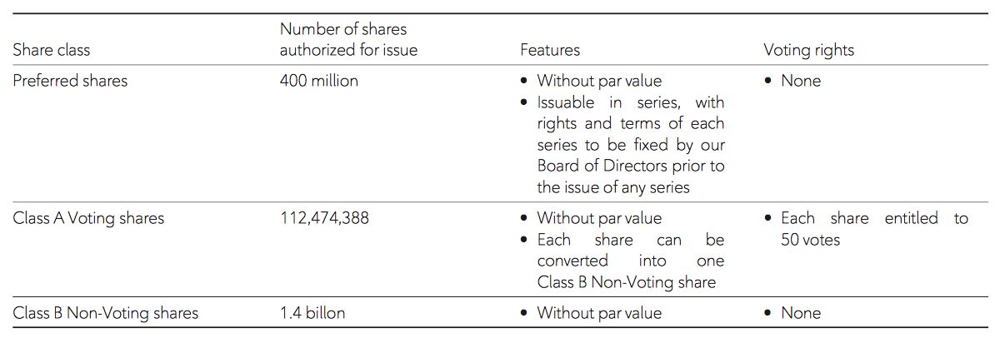 Share class
Number of shares
authorized for issue
Features
Voting rights
Preferred shares
400 million
• Without par value
• Issuable in series, with
rights and terms of each
series to be fixed by our
Board of Directors prior to
the issue of any series
• None
Class A Voting shares
112,474,388
• Without par value
• Each share can be
converted into one
Class B Non-Voting share
• Each share entitled to
50 votes
Class B Non-Voting shares
1.4 billon
• Without par value
• None